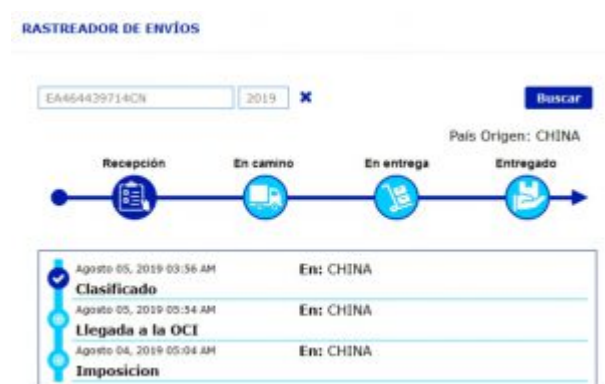 RASTREADOR DE ENVÍOS
EA464439714CN 2019 Buscar
País Origen: CHINA
Recepción En camino En entrega Entregado
Agosto 05, 2019 03:56 AM En: CHINA
Clasificado
Agosto 05, 2019 05:54 AM En: CHINA
Llegada a la OCI
Agosto 04, 2019 05:04 AM En: CHINA
Imposicion